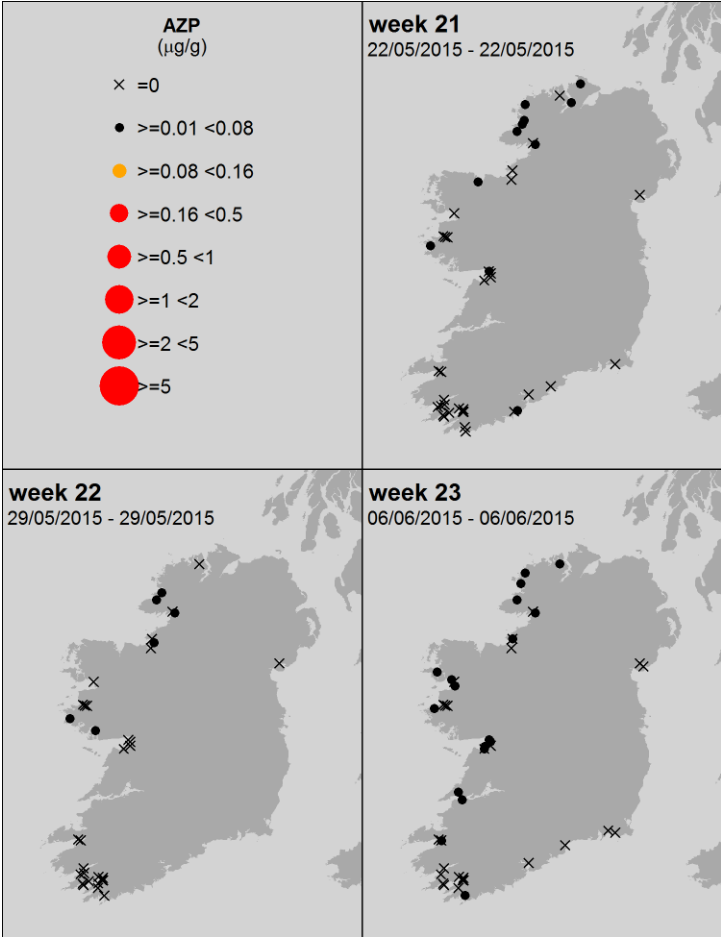 AZP
(µg/g)
=0
>=0.01 <0.08
>=0.08 <0.16
>=0.16 <0.5
>=0.5 <1
>=1 <2
>=2 <5
>=5
week 21
22/05/2015 - 22/05/2015
week 22
29/05/2015 - 29/05/2015
week 23
06/06/2015 - 06/06/2015